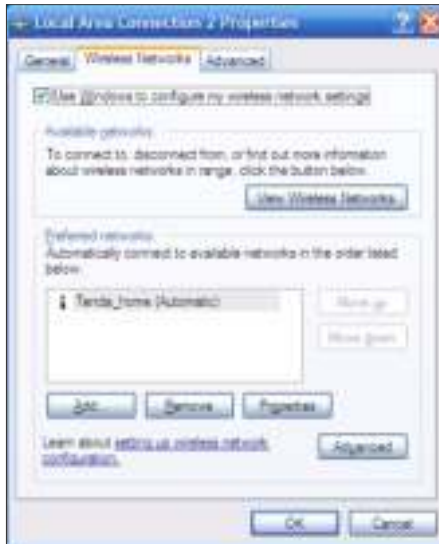 Local Area Connection 2 Properties
General Wireless Networks Advanced
Use Windows to configure my wireless network settings
Available networks:
To connect to, disconnect from, or find out more information
about wireless networks in range, click the button below.
View Wireless Networks
Preferred networks:
Automatically connect to available networks in the order listed
below:
Tenda_home (Automatic)
Move up
Move down
Add... Remove Properties
Learn about setting up wireless network
configuration.
Advanced
OK Cancel